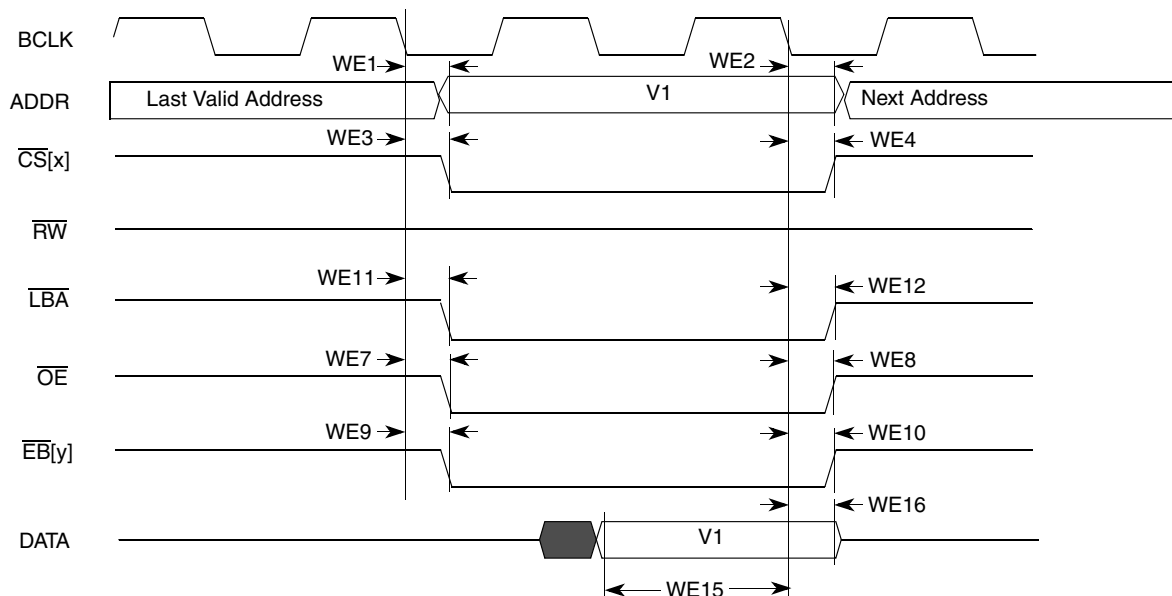 BCLK
WE1 WE2
ADDR Last Valid Address V1 Next Address
WE3 WE4
CS[x]
RW
WE11 WE12
LBA
WE7 WE8
OE
WE9 WE10
EB[y]
WE16
DATA V1
WE15